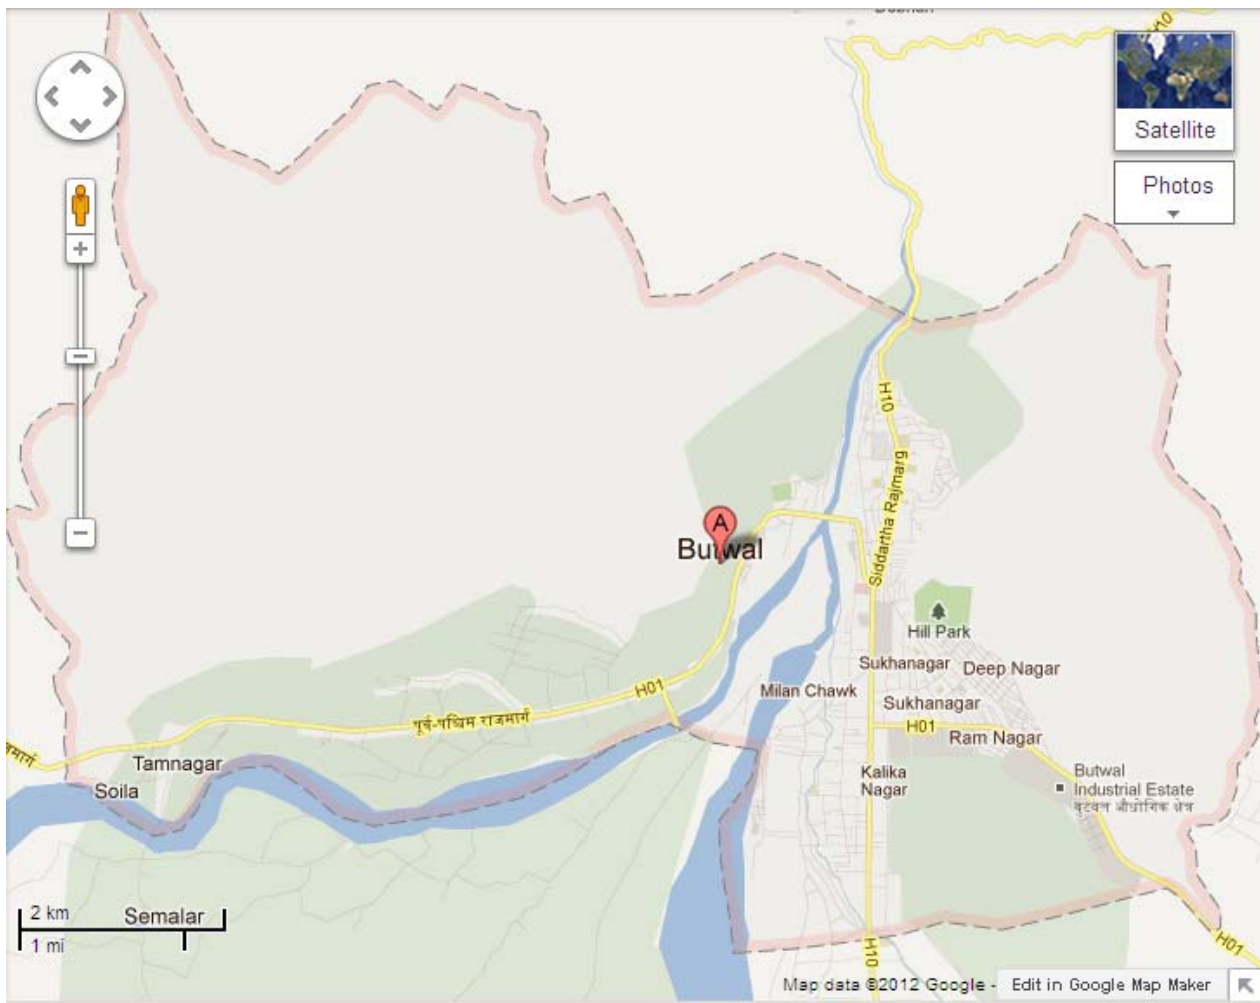 H10
Satellite
Photos
H10
Siddartha Rajmarg
A
Butwal
Hill Park
Sukhanagar
Deep Nagar
Milan Chawk
Sukhanagar
H01
H01
पूर्व-पश्चिम राजमार्ग
Ram Nagar
Tamnagar
Kalika
Nagar
Butwal
Industrial Estate
बुटवल औद्योगिक क्षेत्र
Soila
2 km
Semalar
1 mi
H10
H01
Map data ©2012 Google -
Edit in Google Map Maker